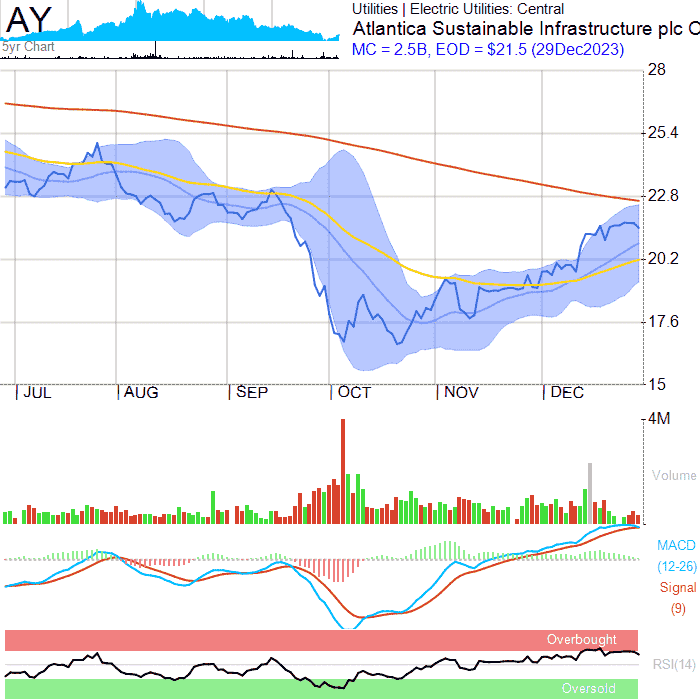 AY
5yr Chart
Utilities | Electric Utilities: Central
Atlantica Sustainable Infrastructure plc O
MC = 2.5B, EOD = $21.5 (29Dec2023)
28
25.4
22.8
20.2
17.6
15
| JUL | AUG | SEP | OCT | NOV | DEC
4M
Volume
MACD
(12-26)
Signal
(9)
Overbought
RSI(14)
Oversold